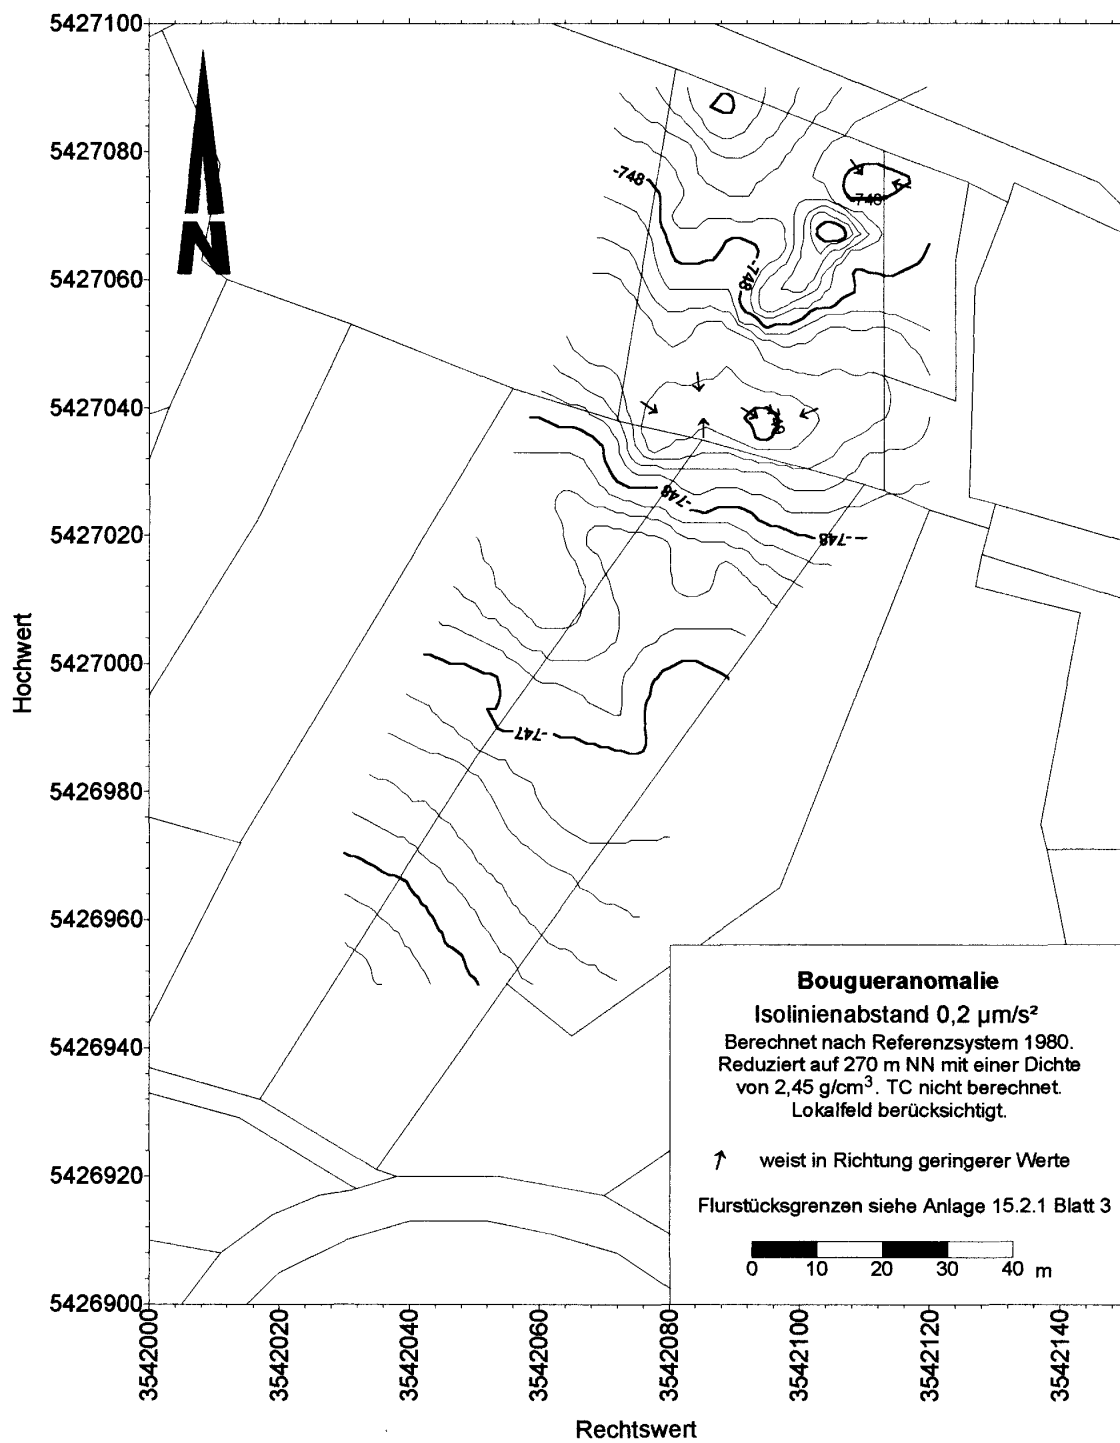 5427100
5427080
5427060
5427040
5427020
5427000
5426980
5426960
5426940
5426920
5426900
Hochwert
N
-748
-748
-748
-748
-748
-747
Bougueranomalie
Isolinienabstand 0,2 µm/s²
Berechnet nach Referenzsystem 1980.
Reduziert auf 270 m NN mit einer Dichte
von 2,45 g/cm³. TC nicht berechnet.
Lokalfeld berücksichtigt.
weist in Richtung geringerer Werte
Flurstücksgrenzen siehe Anlage 15.2.1 Blatt 3
0 10 20 30 40 m
3542000
3542020
3542040
3542060
3542080
3542100
3542120
3542140
Rechtswert